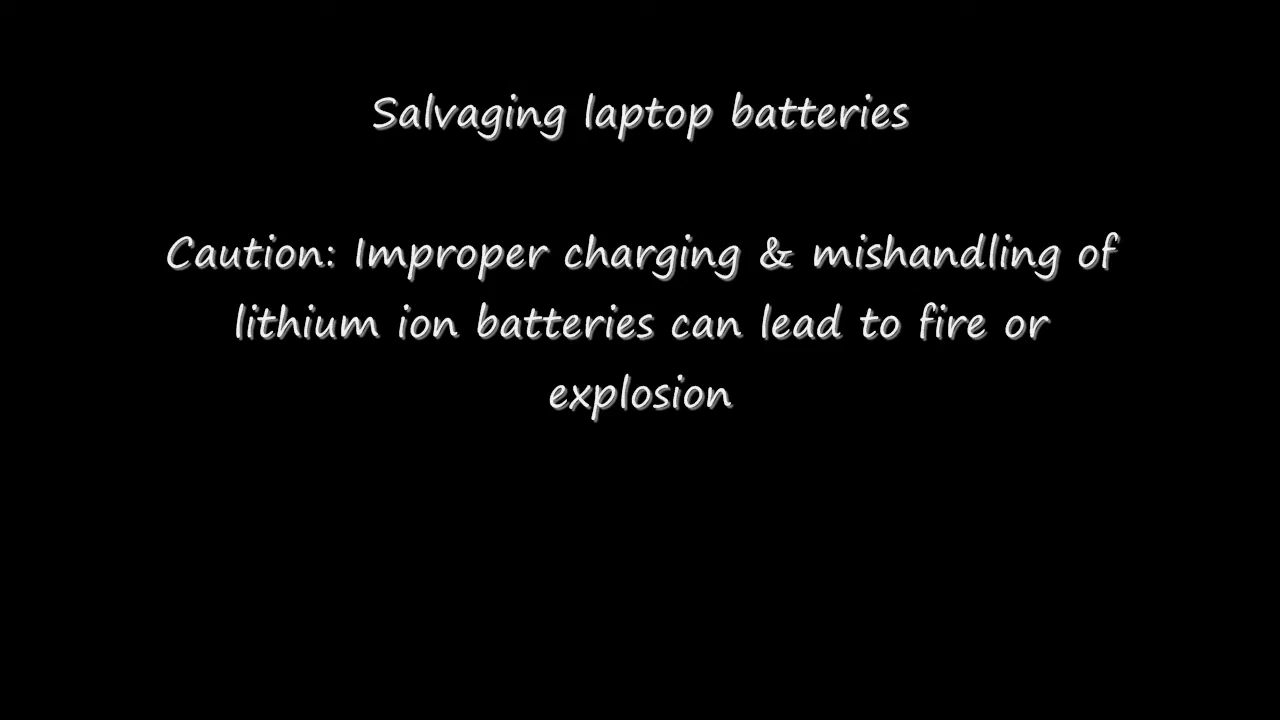 Salvaging laptop batteries
Caution: Improper charging & mishandling of
lithium ion batteries can lead to fire or
explosion